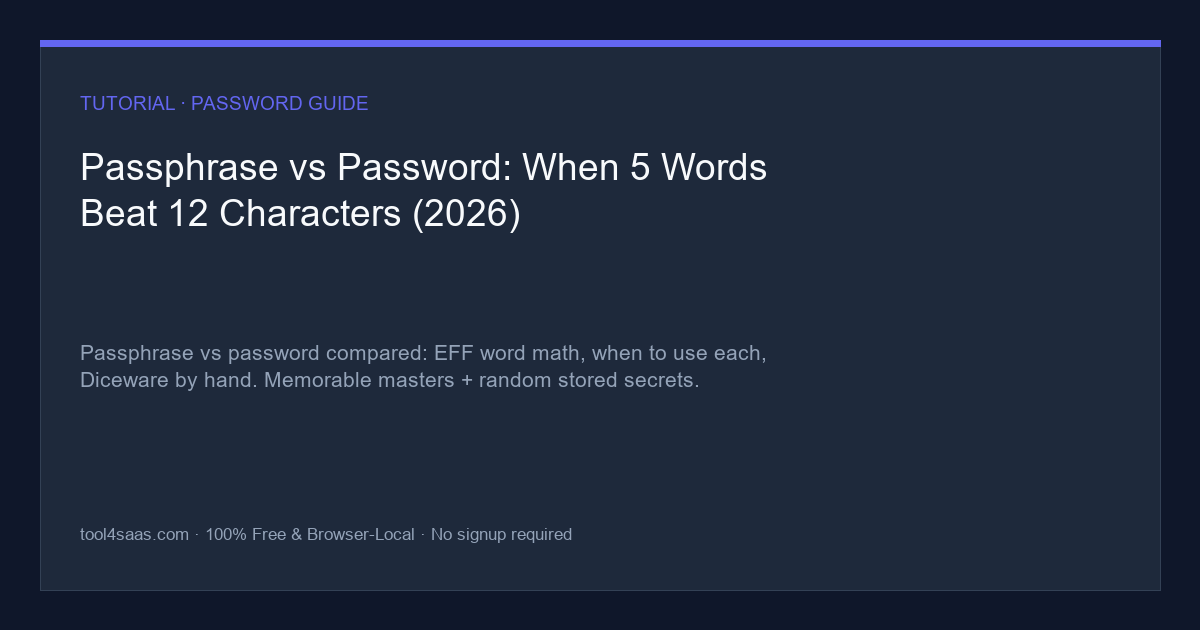 TUTORIAL · PASSWORD GUIDE
Passphrase vs Password: When 5 Words
Beat 12 Characters (2026)
Passphrase vs password compared: EFF word math, when to use each,
Diceware by hand. Memorable masters + random stored secrets.
tool4saas.com · 100% Free & Browser-Local · No signup required